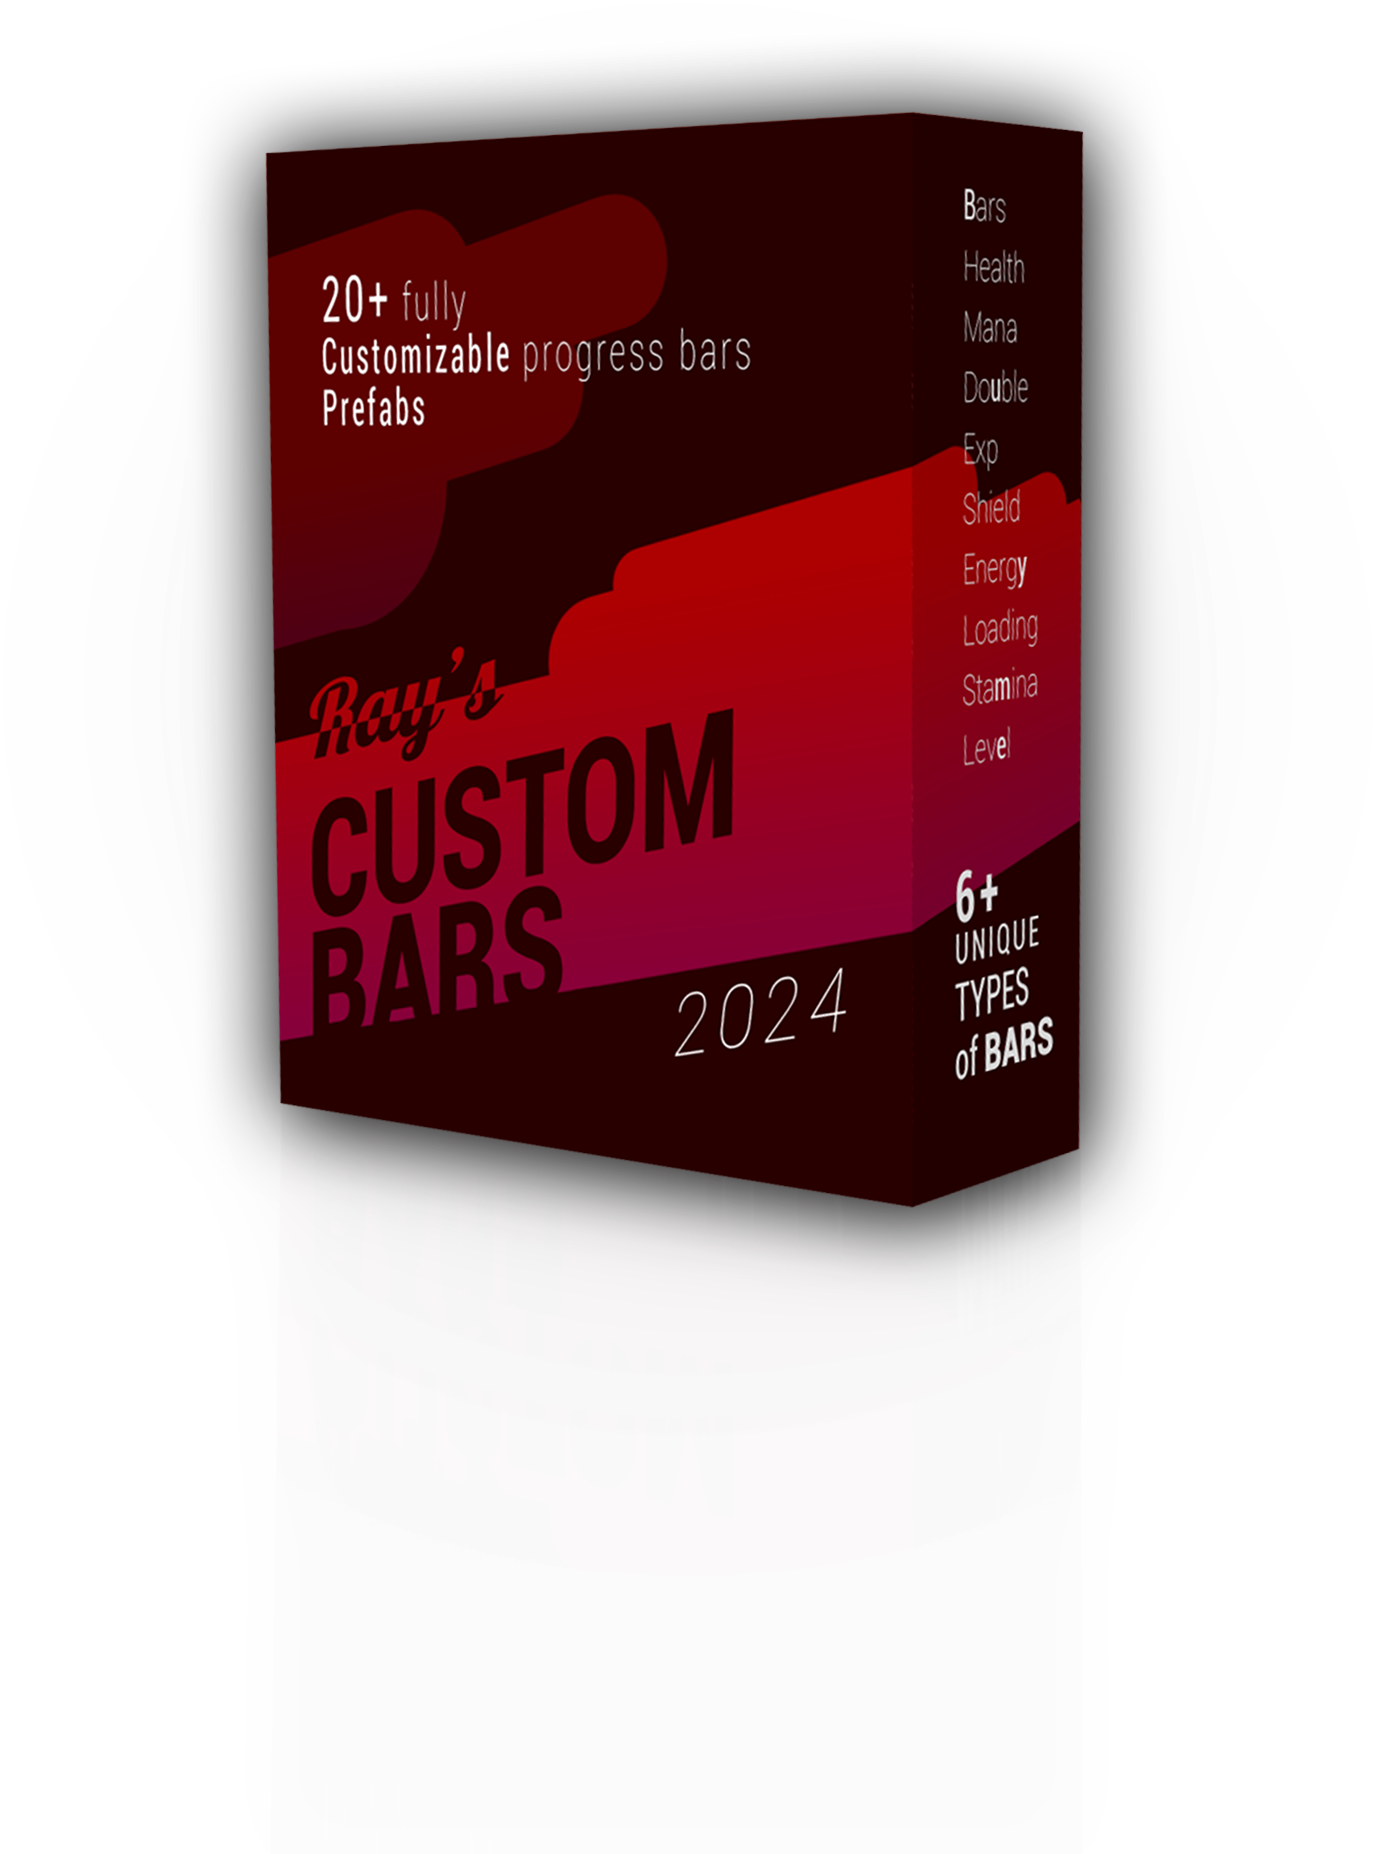 20+ fully
Customizable progress bars
Prefabs
Ray's
CUSTOM
BARS
2024
Bars
Health
Mana
Double
Exp
Shield
Energy
Loading
Stamina
Level
6+
UNIQUE
TYPES
of BARS